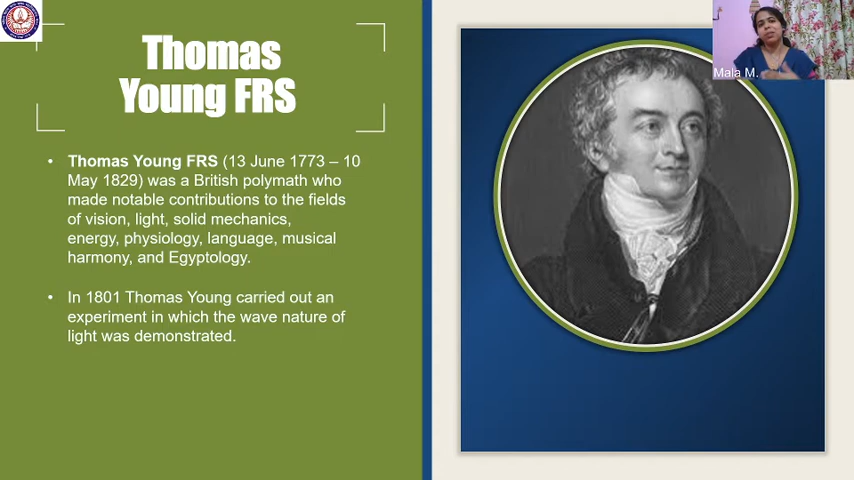 Thomas
Young FRS
• Thomas Young FRS (13 June 1773 – 10
May 1829) was a British polymath who
made notable contributions to the fields
of vision, light, solid mechanics,
energy, physiology, language, musical
harmony, and Egyptology.
• In 1801 Thomas Young carried out an
experiment in which the wave nature of
light was demonstrated.
Mala M.